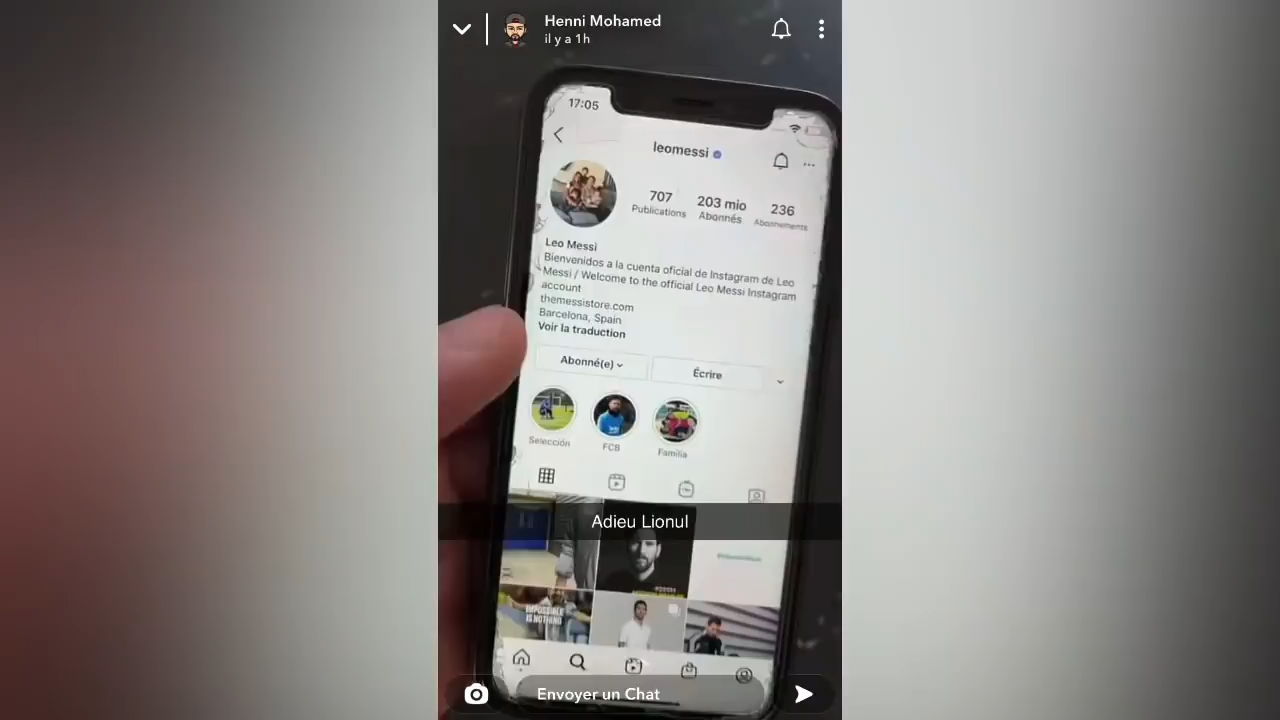 Henni Mohamed
il y a 1h
17:05
leomessi
707
203 mio
236
Publications
Abonnés
Abonnements
Leo Messi
Bienvenidos a la cuenta oficial de Instagram de Leo
Messi / Welcome to the official Leo Messi Instagram
account
themessistore.com
Barcelona, Spain
Voir la traduction
Abonné(e)
Écrire
Selección
FCB
Familia
Adieu Lionul
IMPOSSIBLE
IS NOTHING
Envoyer un Chat